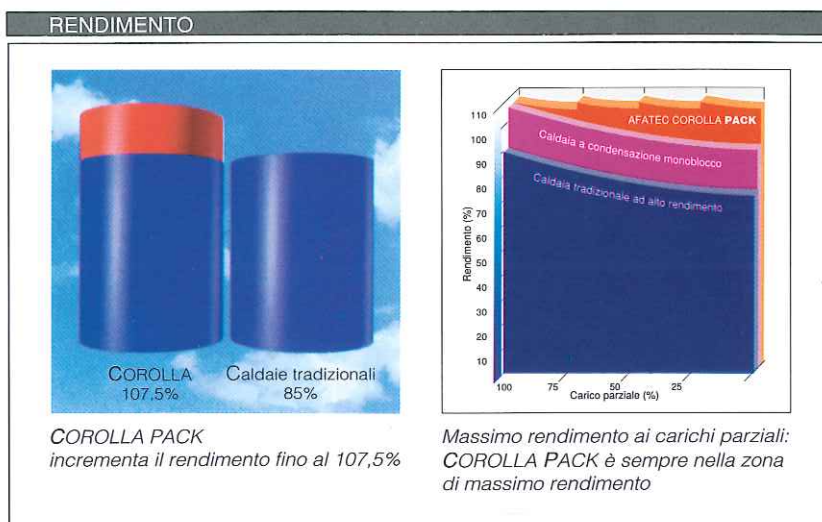 RENDIMENTO
COROLLA
107,5%
Caldaie tradizionali
85%
COROLLA PACK
incrementa il rendimento fino al 107,5%
AFATEC COROLLA PACK
Caldaia a condensazione monoblocco
Caldaia tradizionale ad alto rendimento
Rendimento (%)
110
100
90
80
70
60
50
40
30
20
10
100 75 50 25
Carico parziale (%)
Massimo rendimento ai carichi parziali:
COROLLA PACK è sempre nella zona
di massimo rendimento